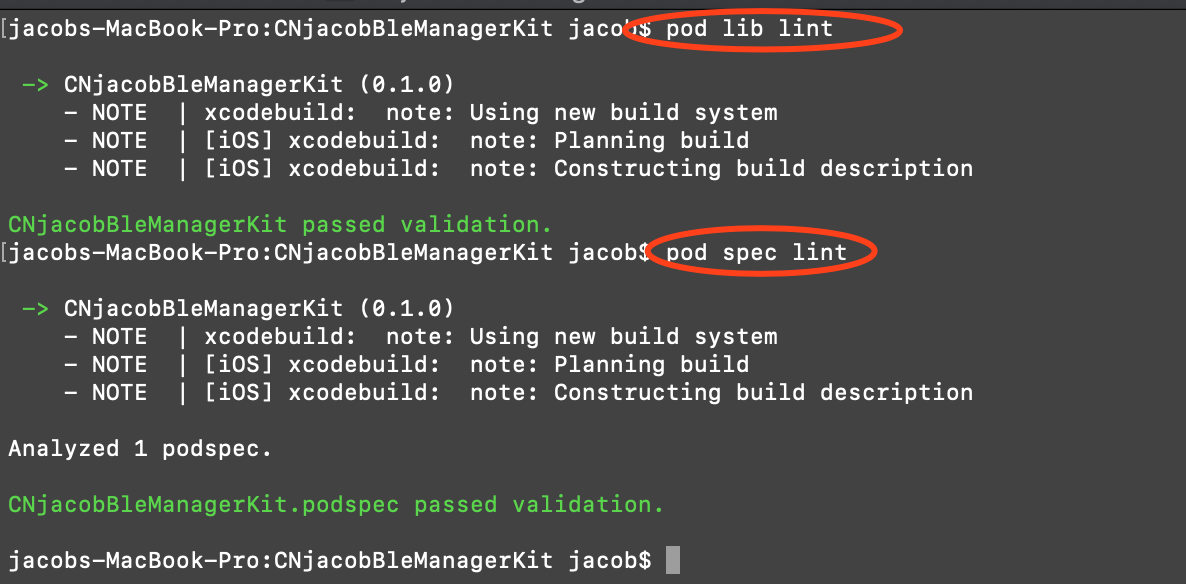 [jacobs-MacBook-Pro:CNjacobBleManagerKit jacob$ pod lib lint
-> CNjacobBleManagerKit (0.1.0)
- NOTE | xcodebuild: note: Using new build system
- NOTE | [iOS] xcodebuild: note: Planning build
- NOTE | [iOS] xcodebuild: note: Constructing build description
CNjacobBleManagerKit passed validation.
[jacobs-MacBook-Pro:CNjacobBleManagerKit jacob$ pod spec lint
-> CNjacobBleManagerKit (0.1.0)
- NOTE | xcodebuild: note: Using new build system
- NOTE | [iOS] xcodebuild: note: Planning build
- NOTE | [iOS] xcodebuild: note: Constructing build description
Analyzed 1 podspec.
CNjacobBleManagerKit.podspec passed validation.
jacobs-MacBook-Pro:CNjacobBleManagerKit jacob$